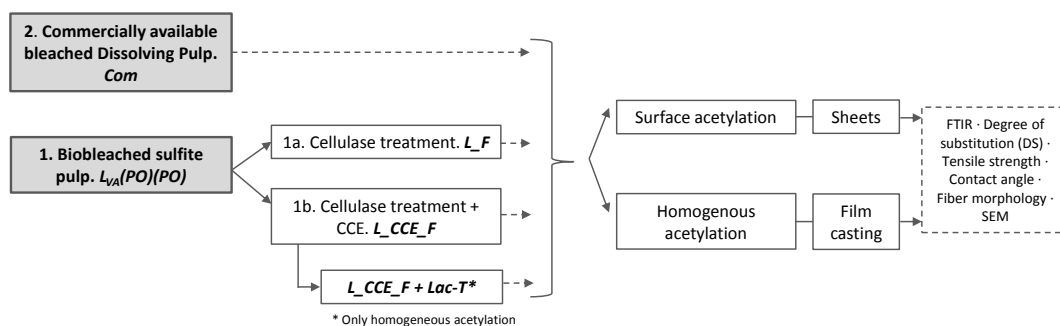 2. Commercially available
bleached Dissolving Pulp.
Com
1. Biobleached sulfite
pulp. L_VA(PO)(PO)
1a. Cellulase treatment. L_F
1b. Cellulase treatment +
CCE. L_CCE_F
L_CCE_F + Lac-T*
* Only homogeneous acetylation
Surface acetylation
Sheets
Homogenous
acetylation
Film
casting
FTIR · Degree of
substitution (DS) ·
Tensile strength ·
Contact angle ·
Fiber morphology ·
SEM